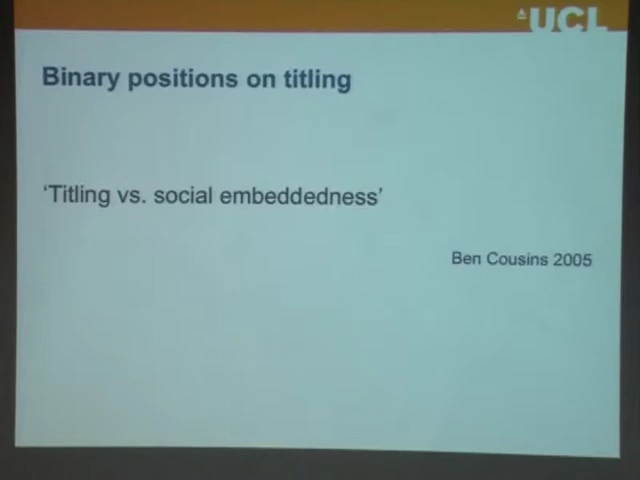 UCL
Binary positions on titling
‘Titling vs. social embeddedness’
Ben Cousins 2005